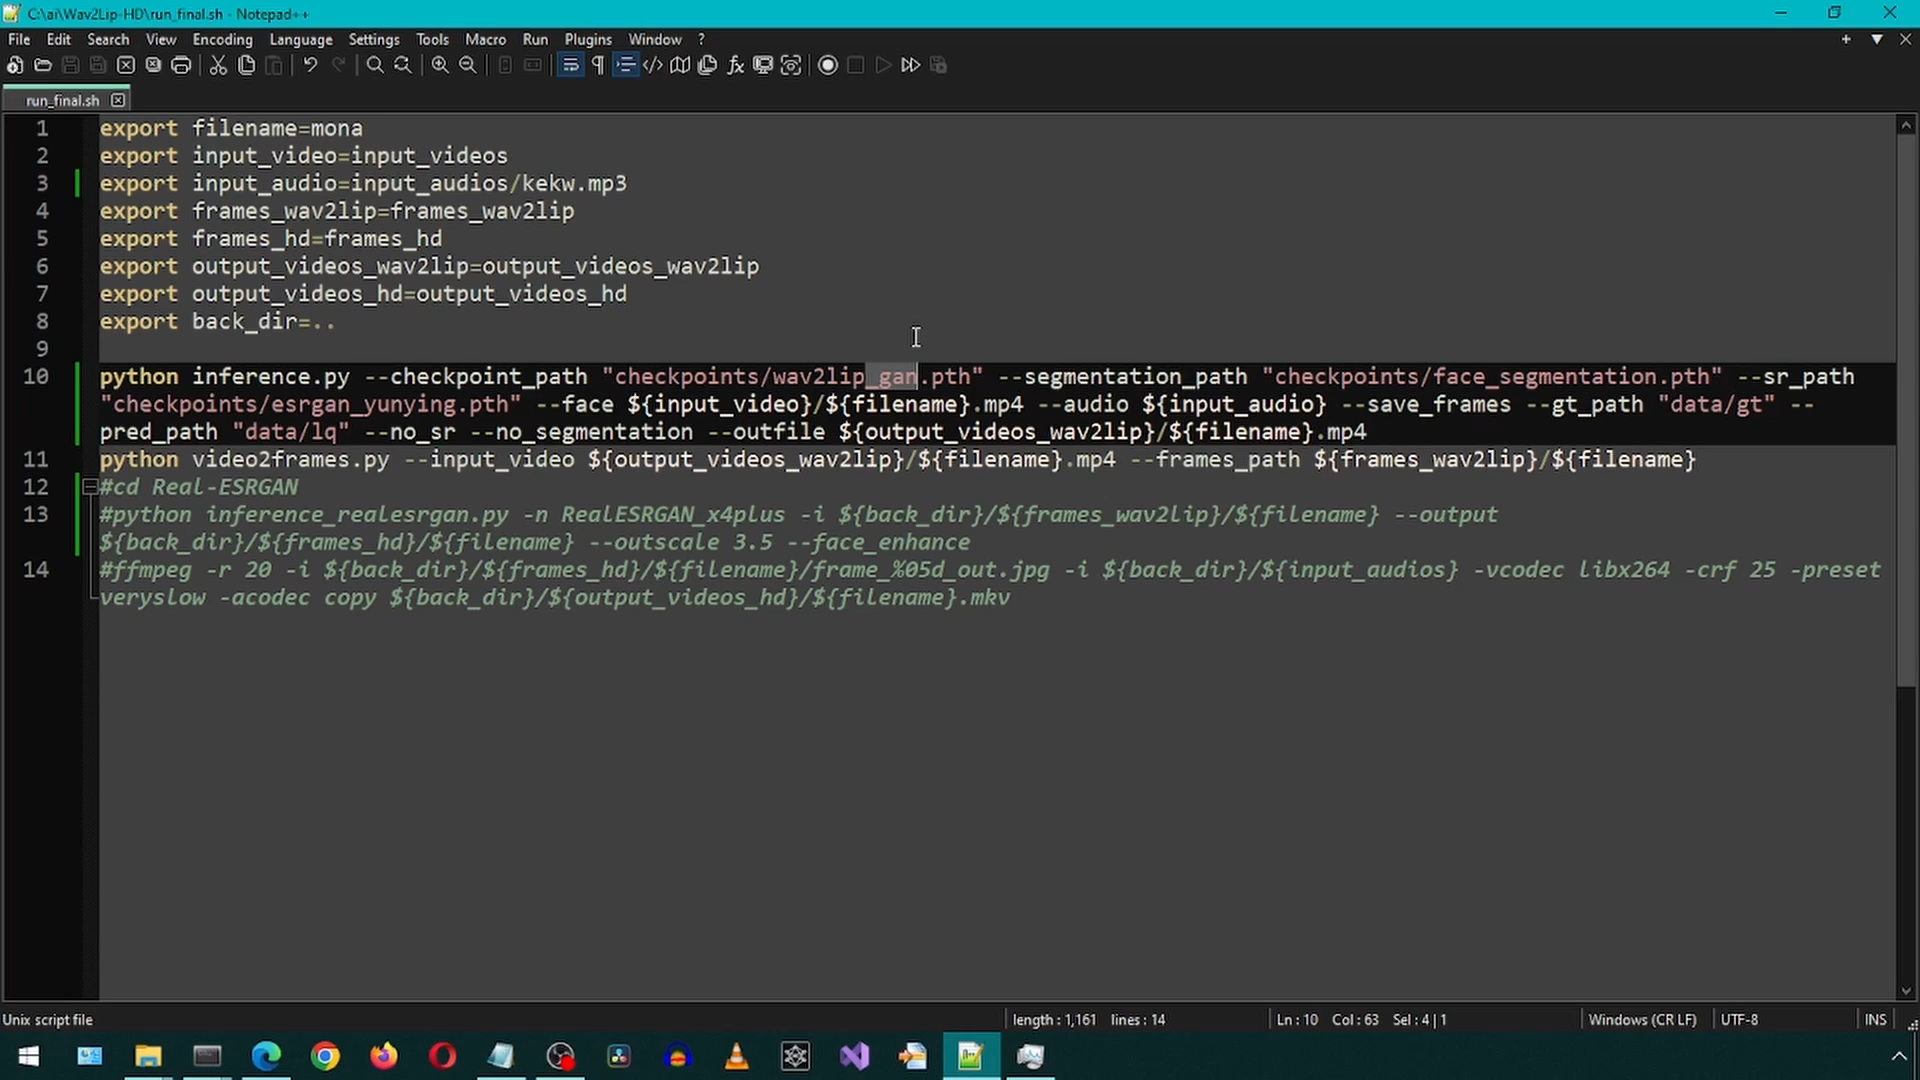 C:\ai\Wav2Lip-HD\run_final.sh - Notepad++
File Edit Search View Encoding Language Settings Tools Macro Run Plugins Window ?
run_final.sh
1 export filename=mona
2 export input_video=input_videos
3 export input_audio=input_audios/kekw.mp3
4 export frames_wav2lip=frames_wav2lip
5 export frames_hd=frames_hd
6 export output_videos_wav2lip=output_videos_wav2lip
7 export output_videos_hd=output_videos_hd
8 export back_dir=..
9
10 python inference.py --checkpoint_path "checkpoints/wav2lip_gan.pth" --segmentation_path "checkpoints/face_segmentation.pth" --sr_path
"checkpoints/esrgan_yunying.pth" --face ${input_video}/${filename}.mp4 --audio ${input_audio} --save_frames --gt_path "data/gt" --
pred_path "data/lq" --no_sr --no_segmentation --outfile ${output_videos_wav2lip}/${filename}.mp4
11 python video2frames.py --input_video ${output_videos_wav2lip}/${filename}.mp4 --frames_path ${frames_wav2lip}/${filename}
12 #cd Real-ESRGAN
13 #python inference_realesrgan.py -n RealESRGAN_x4plus -i ${back_dir}/${frames_wav2lip}/${filename} --output
${back_dir}/${frames_hd}/${filename} --outscale 3.5 --face_enhance
14 #ffmpeg -r 20 -i ${back_dir}/${frames_hd}/${filename}/frame_%05d_out.jpg -i ${back_dir}/${input_audios} -vcodec libx264 -crf 25 -preset
veryslow -acodec copy ${back_dir}/${output_videos_hd}/${filename}.mkv
Unix script file length : 1,161 lines : 14 Ln : 10 Col : 63 Sel : 4 | 1 Windows (CR LF) UTF-8 INS